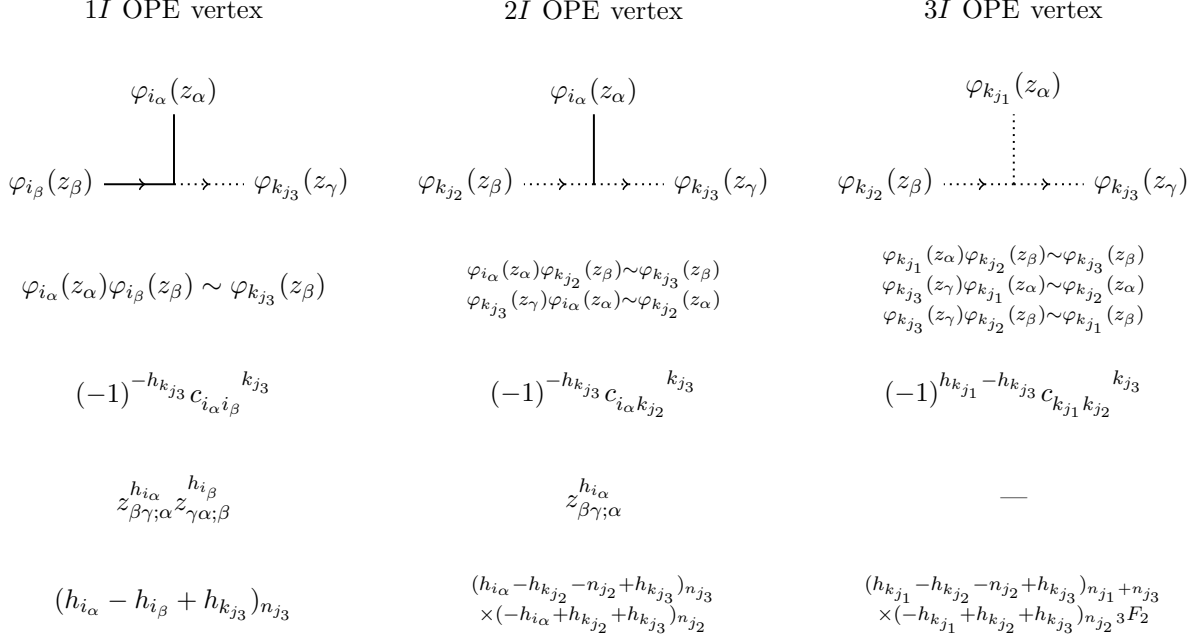 1I OPE vertex 2I OPE vertex 3I OPE vertex
φ_{i_α}(z_α) φ_{i_α}(z_α) φ_{k_{j_1}}(z_α)
φ_{i_β}(z_β) φ_{k_{j_3}}(z_γ) φ_{k_{j_2}}(z_β) φ_{k_{j_3}}(z_γ) φ_{k_{j_2}}(z_β) φ_{k_{j_3}}(z_γ)
φ_{k_{j_1}}(z_α)φ_{k_{j_2}}(z_β)∼φ_{k_{j_3}}(z_β)
φ_{i_α}(z_α)φ_{k_{j_2}}(z_β)∼φ_{k_{j_3}}(z_β)
φ_{i_α}(z_α)φ_{i_β}(z_β) ∼ φ_{k_{j_3}}(z_β) φ_{k_{j_3}}(z_γ)φ_{k_{j_1}}(z_α)∼φ_{k_{j_2}}(z_α)
φ_{k_{j_3}}(z_γ)φ_{i_α}(z_α)∼φ_{k_{j_2}}(z_α)
φ_{k_{j_3}}(z_γ)φ_{k_{j_2}}(z_β)∼φ_{k_{j_1}}(z_β)
(−1)^{−h_{k_{j_3}}} c_{i_α i_β}^{k_{j_3}} (−1)^{−h_{k_{j_3}}} c_{i_α k_{j_2}}^{k_{j_3}} (−1)^{h_{k_{j_1}}−h_{k_{j_3}}} c_{k_{j_1} k_{j_2}}^{k_{j_3}}
z_{βγ;α}^{h_{i_α}} z_{γα;β}^{h_{i_β}} z_{βγ;α}^{h_{i_α}} —
(h_{i_α} − h_{i_β} + h_{k_{j_3}})_{n_{j_3}} (h_{i_α}−h_{k_{j_2}}−n_{j_2}+h_{k_{j_3}})_{n_{j_3}} (h_{k_{j_1}}−h_{k_{j_2}}−n_{j_2}+h_{k_{j_3}})_{n_{j_1}+n_{j_3}}
×(−h_{i_α}+h_{k_{j_2}}+h_{k_{j_3}})_{n_{j_2}} ×(−h_{k_{j_1}}+h_{k_{j_2}}+h_{k_{j_3}})_{n_{j_2}} ₃F₂